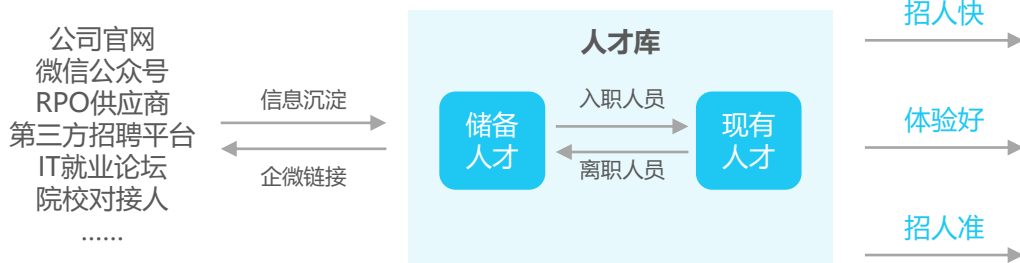 公司官网
微信公众号
RPO供应商
第三方招聘平台
IT就业论坛
院校对接人
......
信息沉淀
企微链接
人才库
储备
人才
入职人员
离职人员
现有
人才
招人快
体验好
招人准